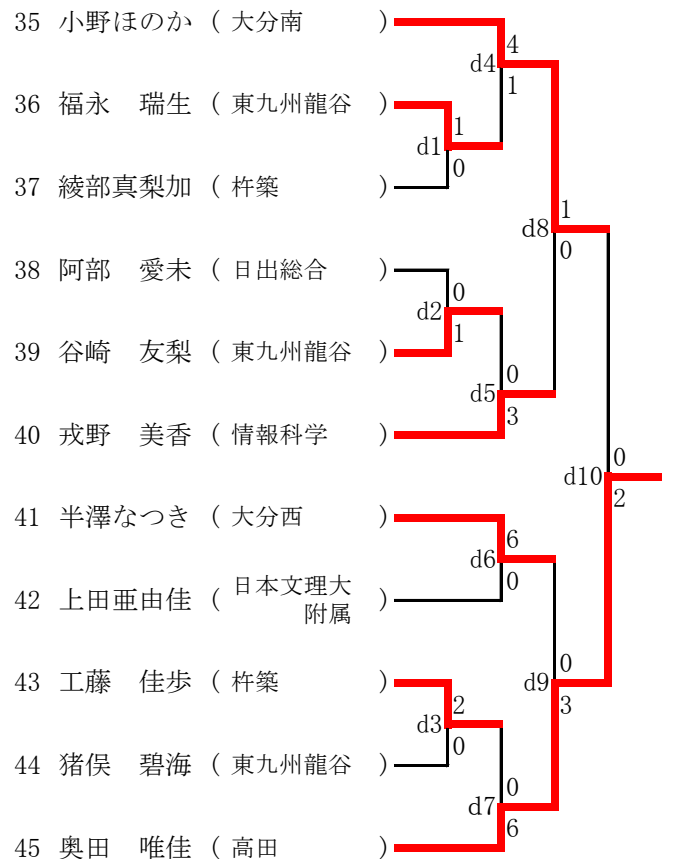 35 小野ほのか ( 大分南 )
4
d4
1
36 福永 瑞生 ( 東九州龍谷 )
1
d1
0
37 綾部真梨加 ( 杵築 )
1
d8
0
38 阿部 愛未 ( 日出総合 )
0
d2
1
39 谷崎 友梨 ( 東九州龍谷 )
0
d5
3
40 戎野 美香 ( 情報科学 )
0
d10
2
41 半澤なつき ( 大分西 )
6
d6
0
42 上田亜由佳 ( 日本文理大
附属 )
0
d9
3
43 工藤 佳歩 ( 杵築 )
2
d3
0
44 猪俣 碧海 ( 東九州龍谷 )
0
d7
6
45 奥田 唯佳 ( 高田 )